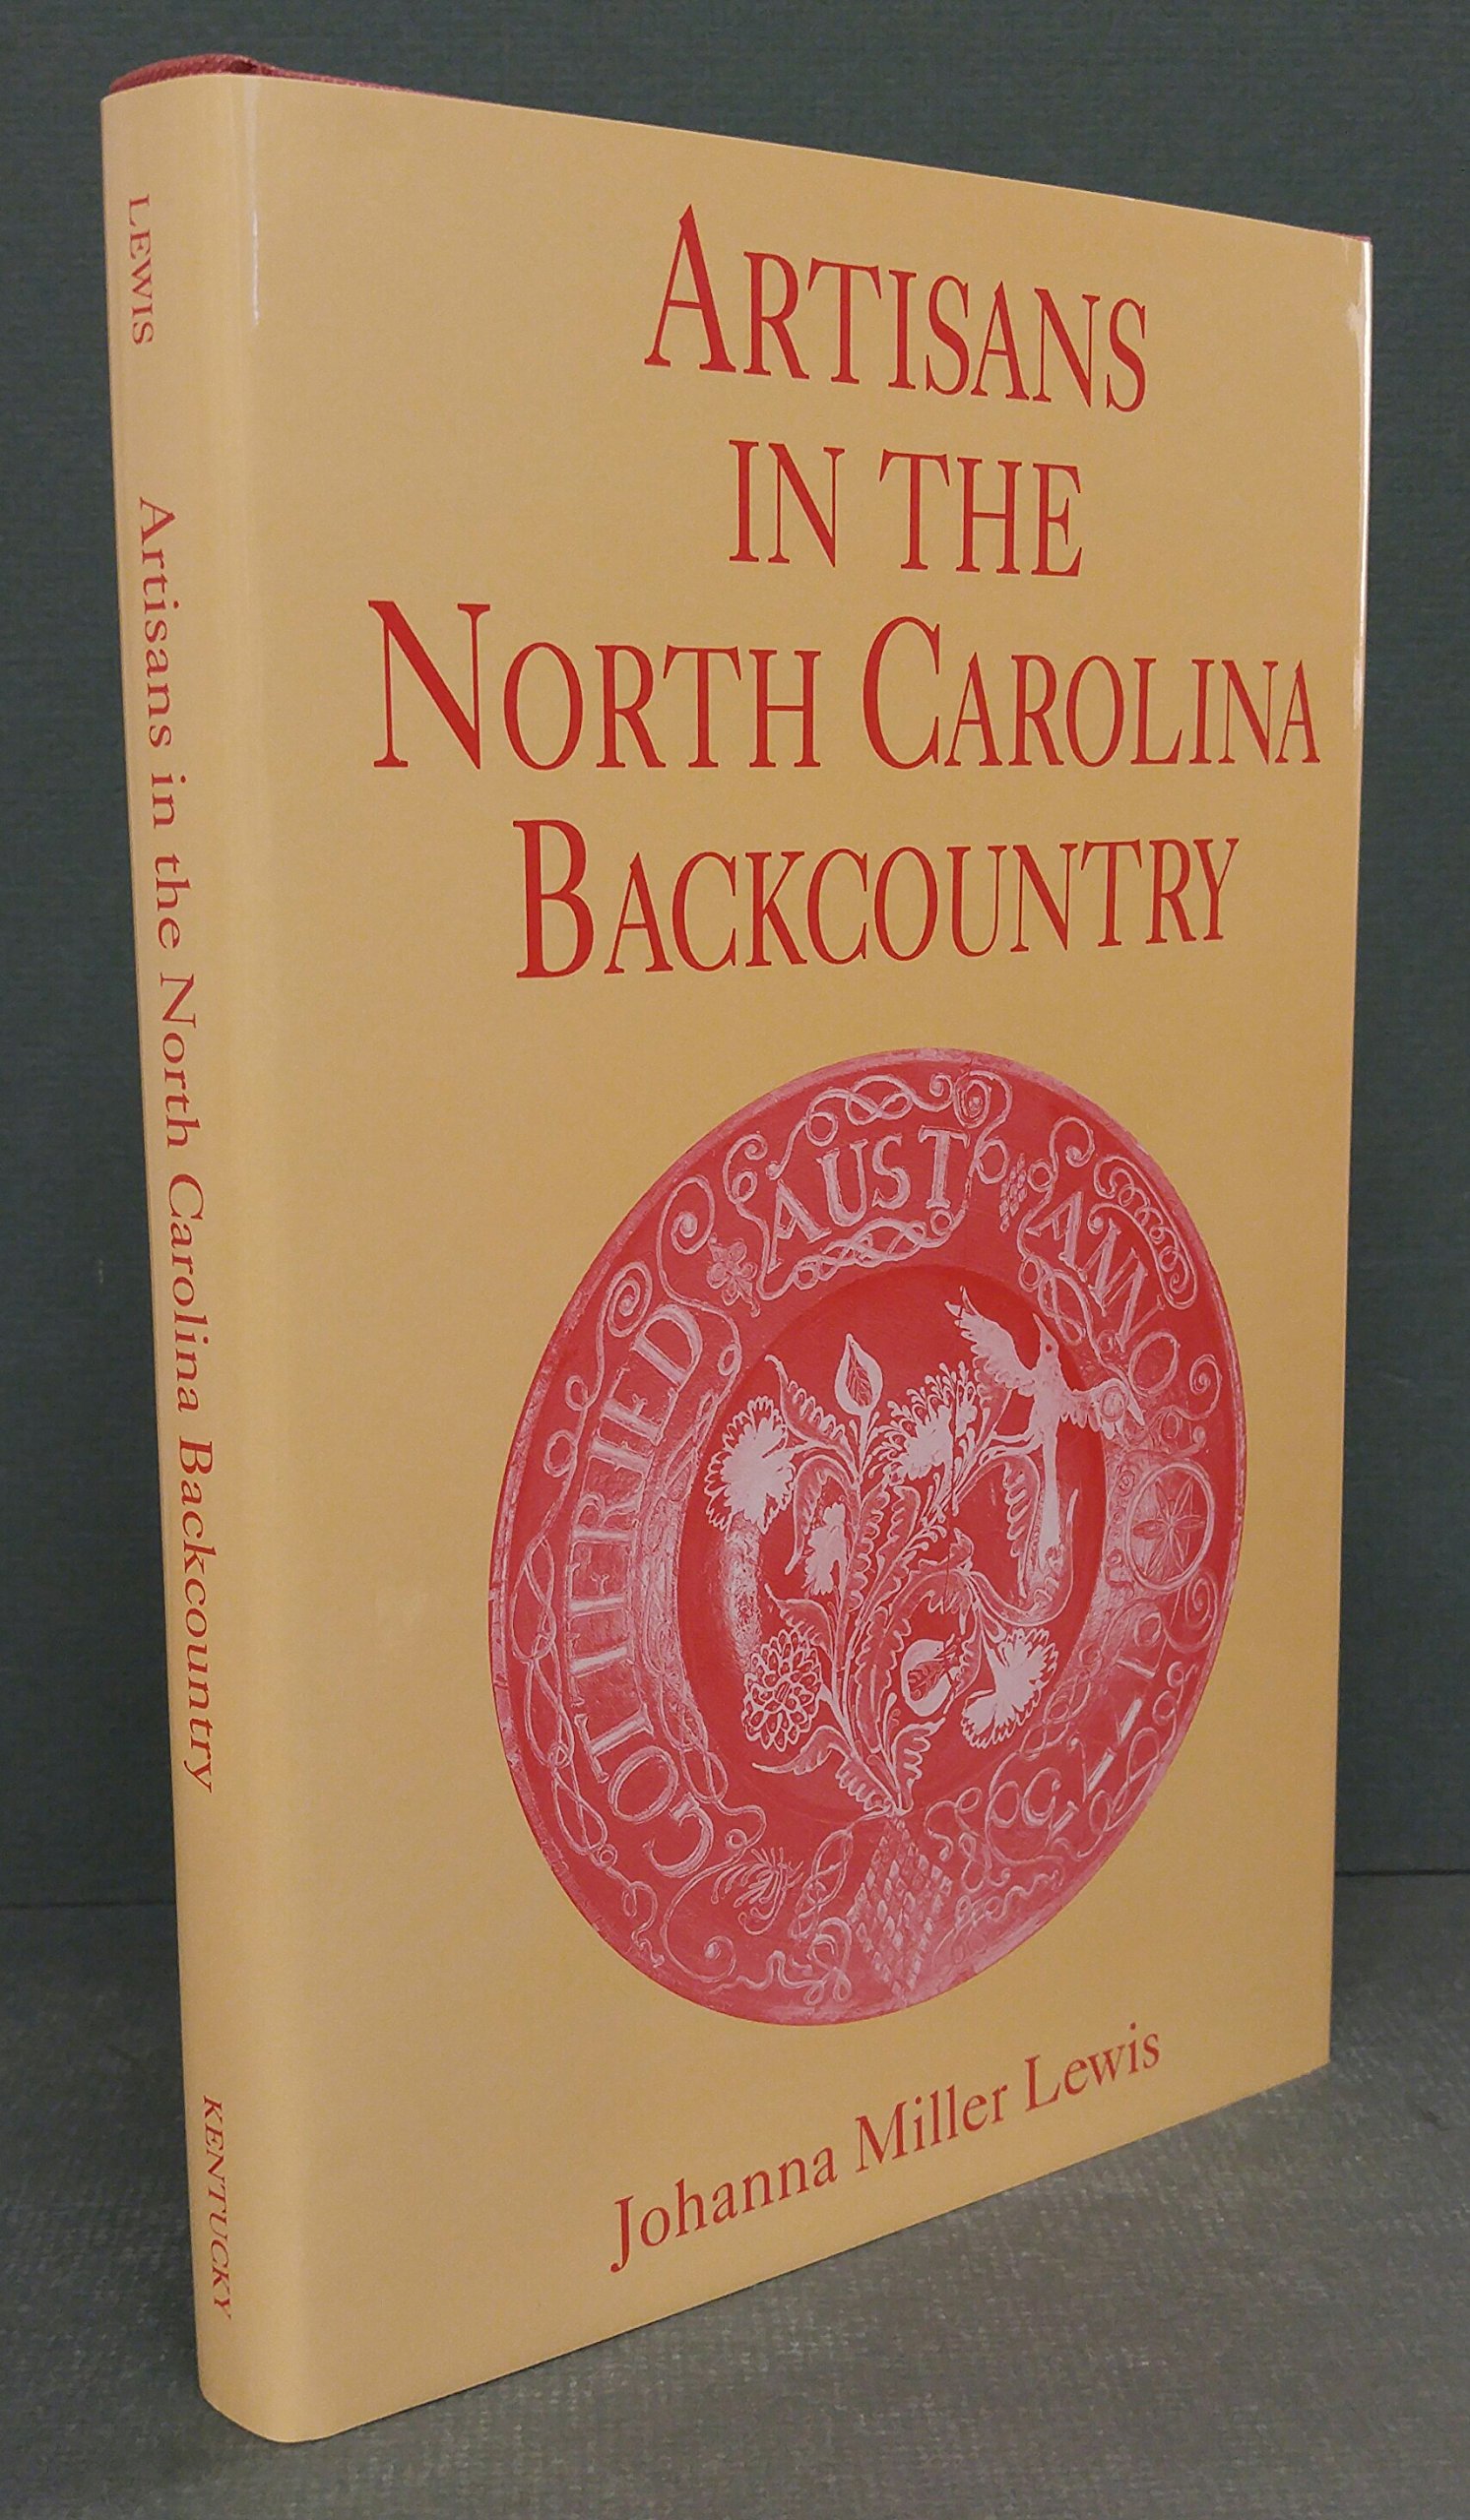 LEWIS
Artisans in the North Carolina Backcountry
KENTUCKY
ARTISANS
IN THE
NORTH CAROLINA
BACKCOUNTRY
GOTTFRIED
AUST
ANNO
Johanna Miller Lewis